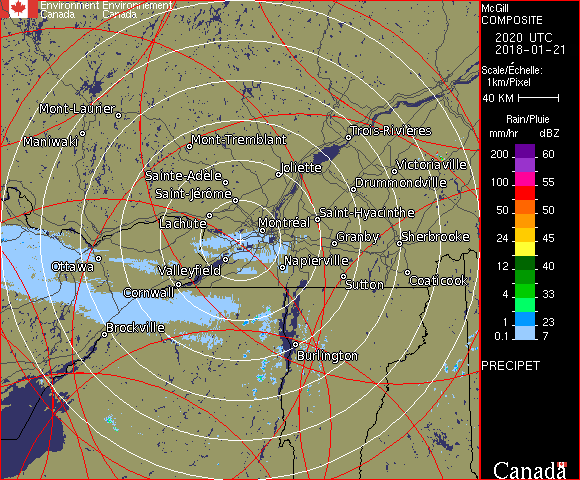 Environment Environnement
Canada Canada
McGill
COMPOSITE
2020 UTC
2018-01-21
Scale/Échelle:
1km/Pixel
40 KM
Rain/Pluie
mm/hr dBZ
200 60
100 55
50 50
24 45
12 40
4 33
1 23
0.1 7
PRECIPET
Canada
Mont-Laurier
Maniwaki
Mont-Tremblant
Trois-Rivières
Joliette
Victoriaville
Sainte-Adèle
Drummondville
Saint-Jérôme
Saint-Hyacinthe
Lachute
Montréal
Granby
Sherbrooke
Ottawa
Valleyfield
Napierville
Cornwall
Sutton
Coaticook
Brockville
Burlington